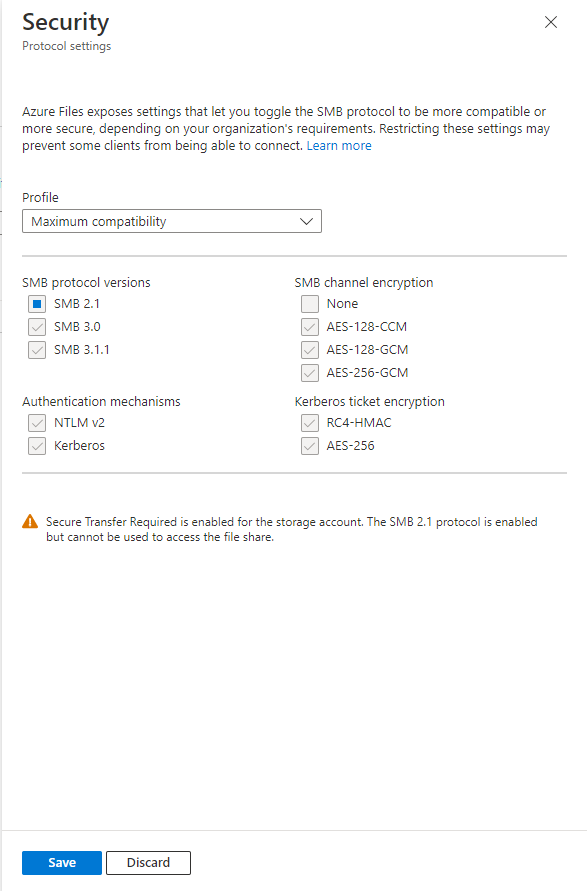 Security
Protocol settings
Azure Files exposes settings that let you toggle the SMB protocol to be more compatible or
more secure, depending on your organization's requirements. Restricting these settings may
prevent some clients from being able to connect. Learn more
Profile
Maximum compatibility
SMB protocol versions
SMB 2.1
SMB 3.0
SMB 3.1.1
SMB channel encryption
None
AES-128-CCM
AES-128-GCM
AES-256-GCM
Authentication mechanisms
NTLM v2
Kerberos
Kerberos ticket encryption
RC4-HMAC
AES-256
Secure Transfer Required is enabled for the storage account. The SMB 2.1 protocol is enabled
but cannot be used to access the file share.
Save
Discard